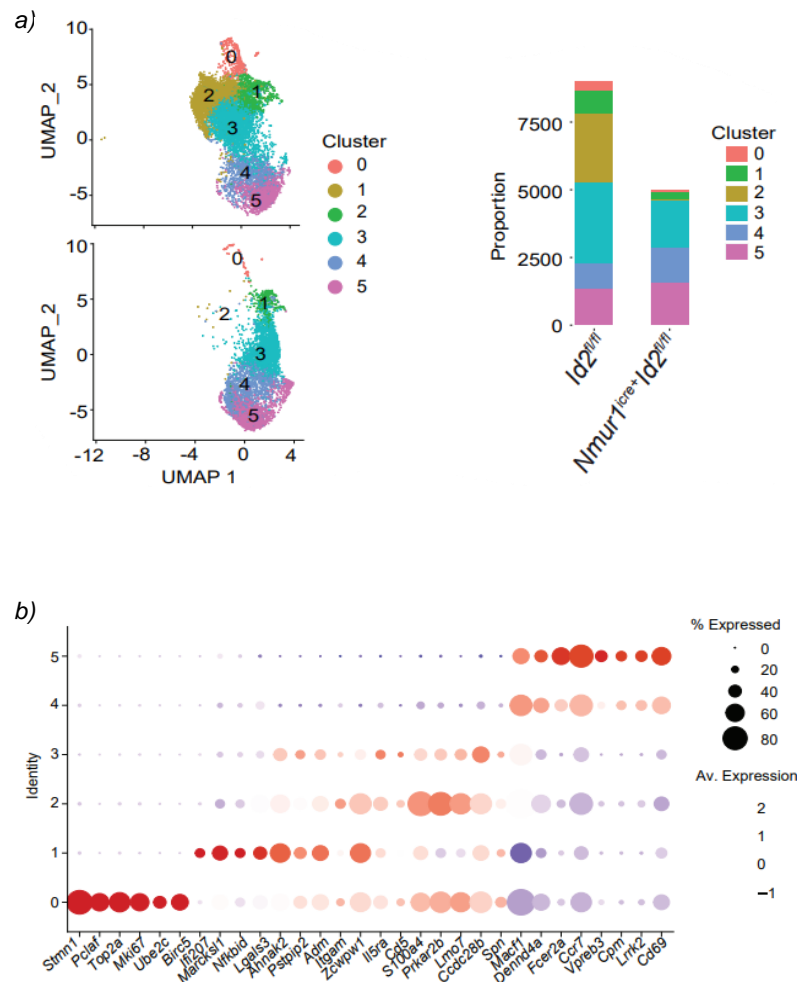 a)
10
5
0
-5
UMAP_2
0
1
2
3
4
5
10
5
0
-5
UMAP_2
0
1
2
3
4
5
-12
-8
-4
0
4
UMAP 1
Cluster
0
1
2
3
4
5
7500
5000
2500
0
Proportion
Id2fl/fl
Nmur1icre+Id2fl/fl
Cluster
0
1
2
3
4
5
b)
5
4
3
2
1
0
Identity
Stmn1
Pclaf
Top2a
Mki67
Ube2c
Birc5
Ifi207
Marcksl1
Nfkbid
Lgals3
Ahnak2
Pstpip2
Adm
Itgam
Zcwpw1
Il5ra
Cd5
S100a4
Prkar2b
Lmo7
Ccdc28b
Spn
Macf1
Dennd4a
Fcer2a
Ccr7
Vpreb3
Cpm
Lrrk2
Cd69
% Expressed
0
20
40
60
80
Av. Expression
2
1
0
−1